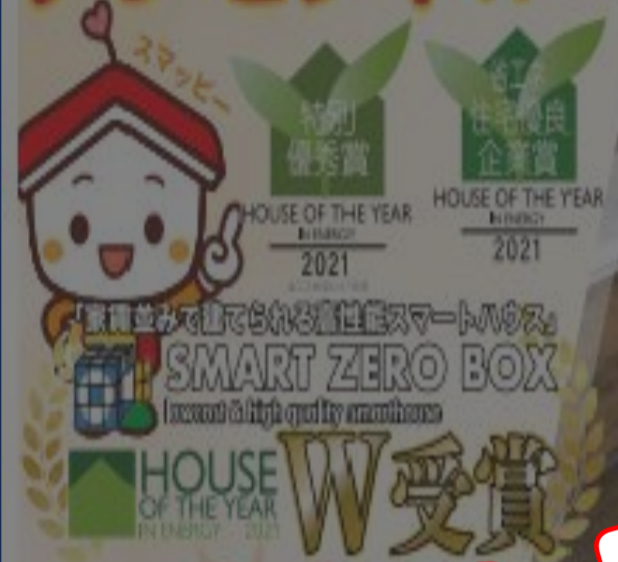 スマッピー
特別
優秀賞
HOUSE OF THE YEAR
IN ENERGY
2021
省エネ
住宅優良
企業賞
HOUSE OF THE YEAR
IN ENERGY
2021
「家賃並みで建てられる高性能スマートハウス」
SMART ZERO BOX
Lowcost & high quality smarthouse
HOUSE
OF THE YEAR
IN ENERGY 2021
W受賞